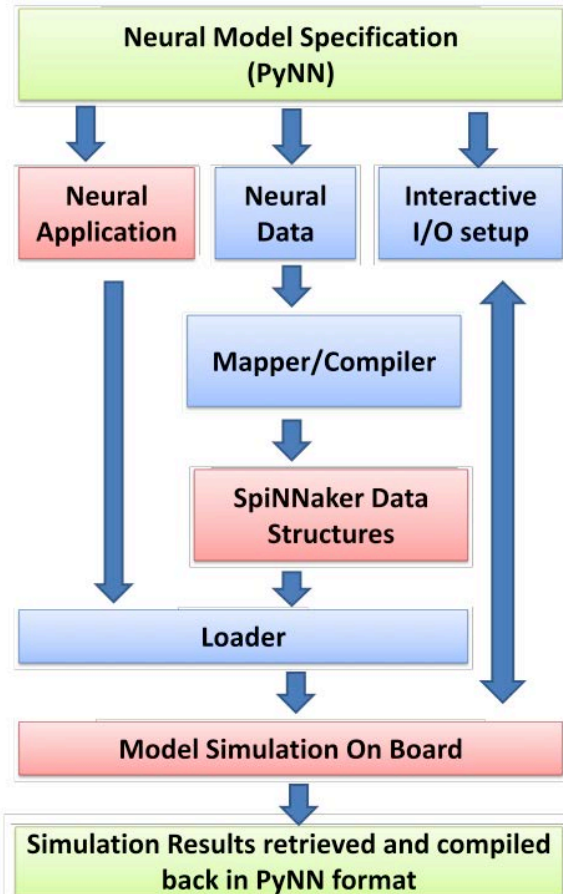 Neural Model Specification
(PyNN)
Neural
Application
Neural
Data
Interactive
I/O setup
Mapper/Compiler
SpiNNaker Data
Structures
Loader
Model Simulation On Board
Simulation Results retrieved and compiled
back in PyNN format